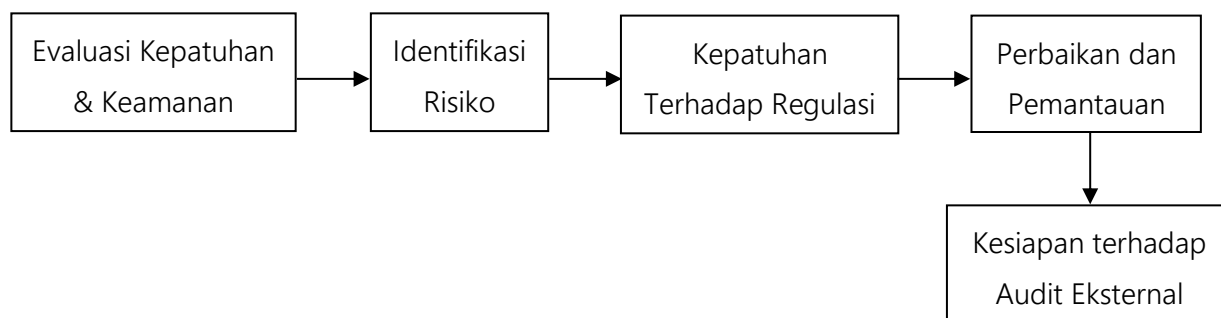 Evaluasi Kepatuhan
& Keamanan
Identifikasi
Risiko
Kepatuhan
Terhadap Regulasi
Perbaikan dan
Pemantauan
Kesiapan terhadap
Audit Eksternal